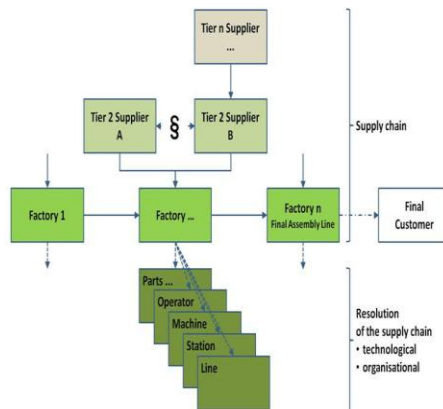 Tier n Supplier
...
Tier 2 Supplier
A
§
Tier 2 Supplier
B
Supply chain
Factory 1
Factory ...
Factory n
Final Assembly Line
Final
Customer
Parts ...
Operator
Machine
Station
Line
Resolution
of the supply chain
• technological
• organisational